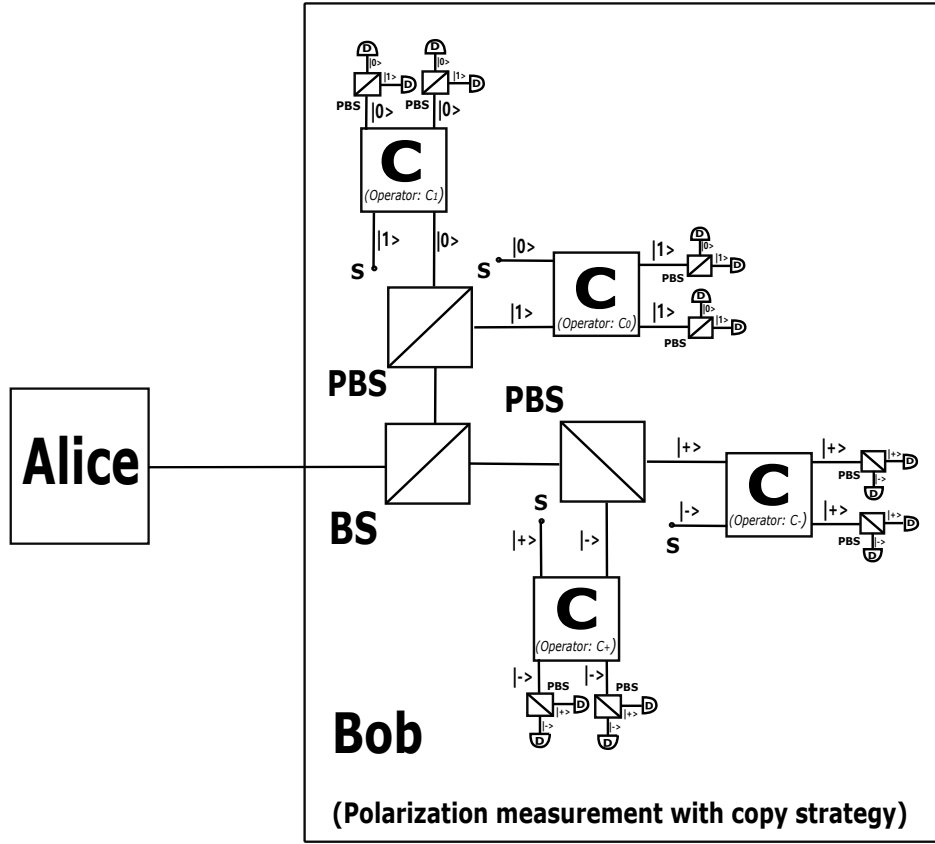 D D
|0> |0>
|1> D |1> D
PBS PBS
|0> |0>
C
(Operator: C1)
|1> |0>
S
PBS
|0>
S
|1>
C
(Operator: C0)
|1>
|1>
D
|0>
|1> D
PBS
D
|0>
|1> D
PBS
Alice
BS
PBS
|+>
|->
S
C
(Operator: C-)
|+>
|+>
|+> D
PBS
|->
D
|+> D
PBS
|->
D
S
|+> |->
C
(Operator: C+)
|-> |->
PBS PBS
|+> D |+> D
|-> |->
D D
Bob
(Polarization measurement with copy strategy)